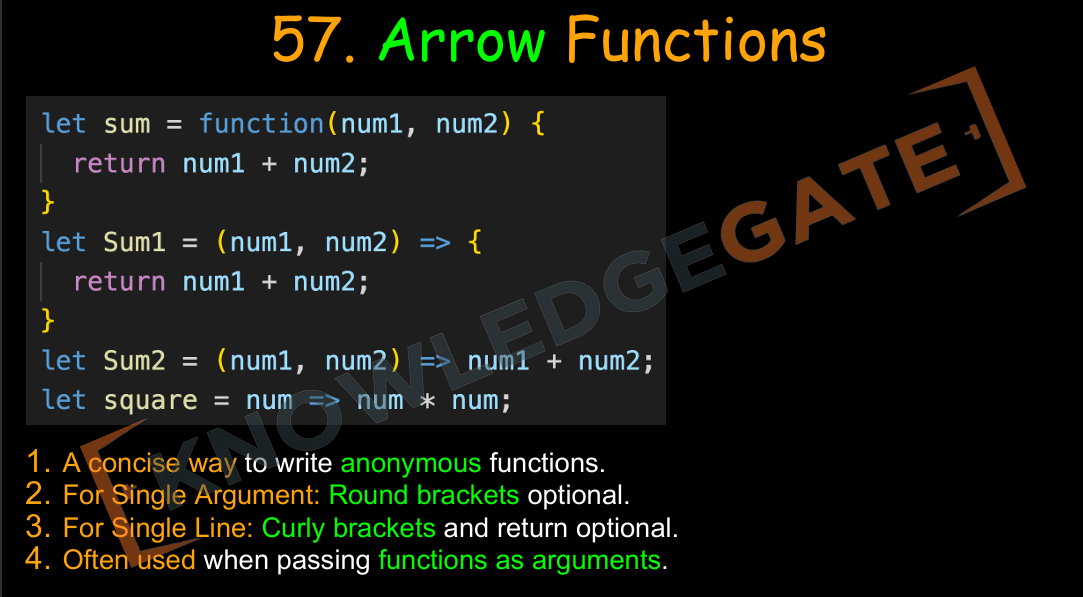 57. Arrow Functions
let sum = function(num1, num2) {
return num1 + num2;
}
let Sum1 = (num1, num2) => {
return num1 + num2;
}
let Sum2 = (num1, num2) => num1 + num2;
let square = num => num * num;
KNOWLEDGEGATE
1. A concise way to write anonymous functions.
2. For Single Argument: Round brackets optional.
3. For Single Line: Curly brackets and return optional.
4. Often used when passing functions as arguments.